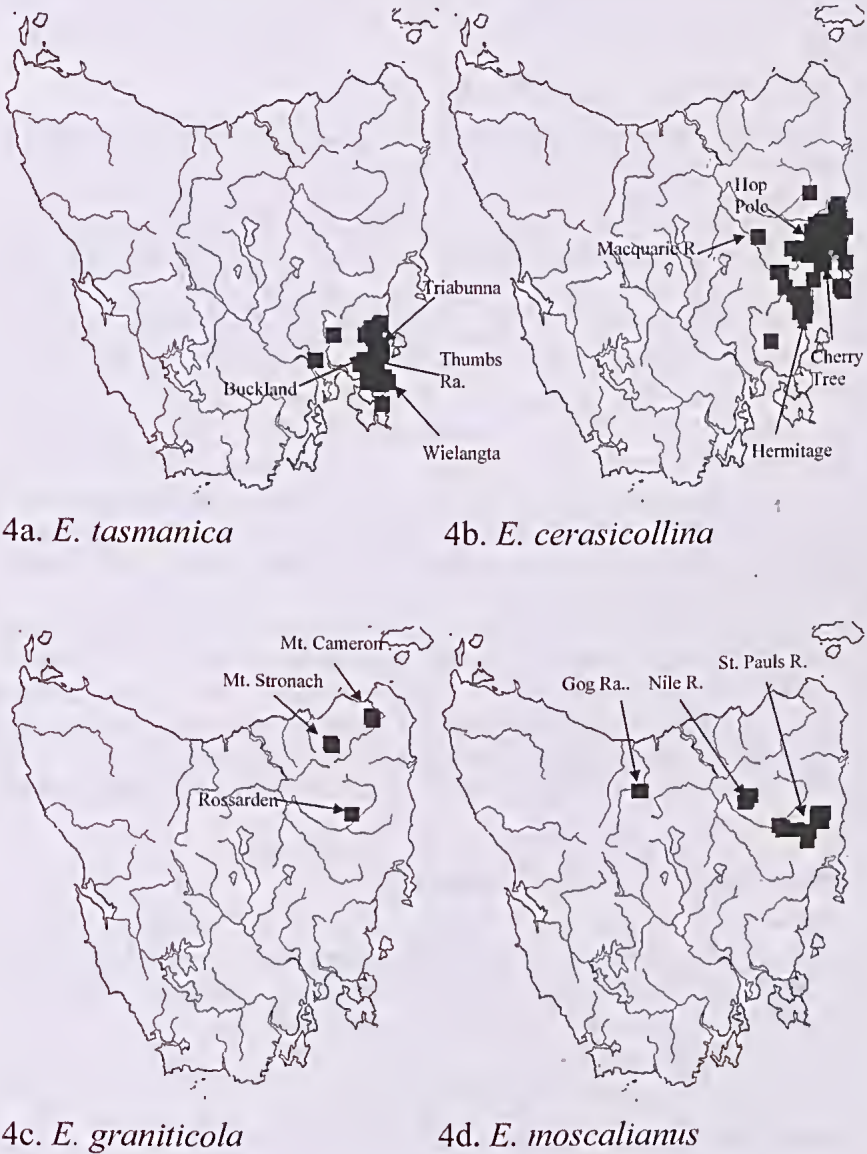 Triabunna
Buckland
Thumbs
Ra.
Wielangta
4a. E. tasmanica
Hop
Pole
Macquarie R.
Cherry
Tree
Hermitage
4b. E. cerasicollina
Mt. Cameron
Mt. Stronach
Rossarden
4c. E. graniticola
Gog Ra..
Nile R.
St. Pauls R.
4d. E. moscalianus